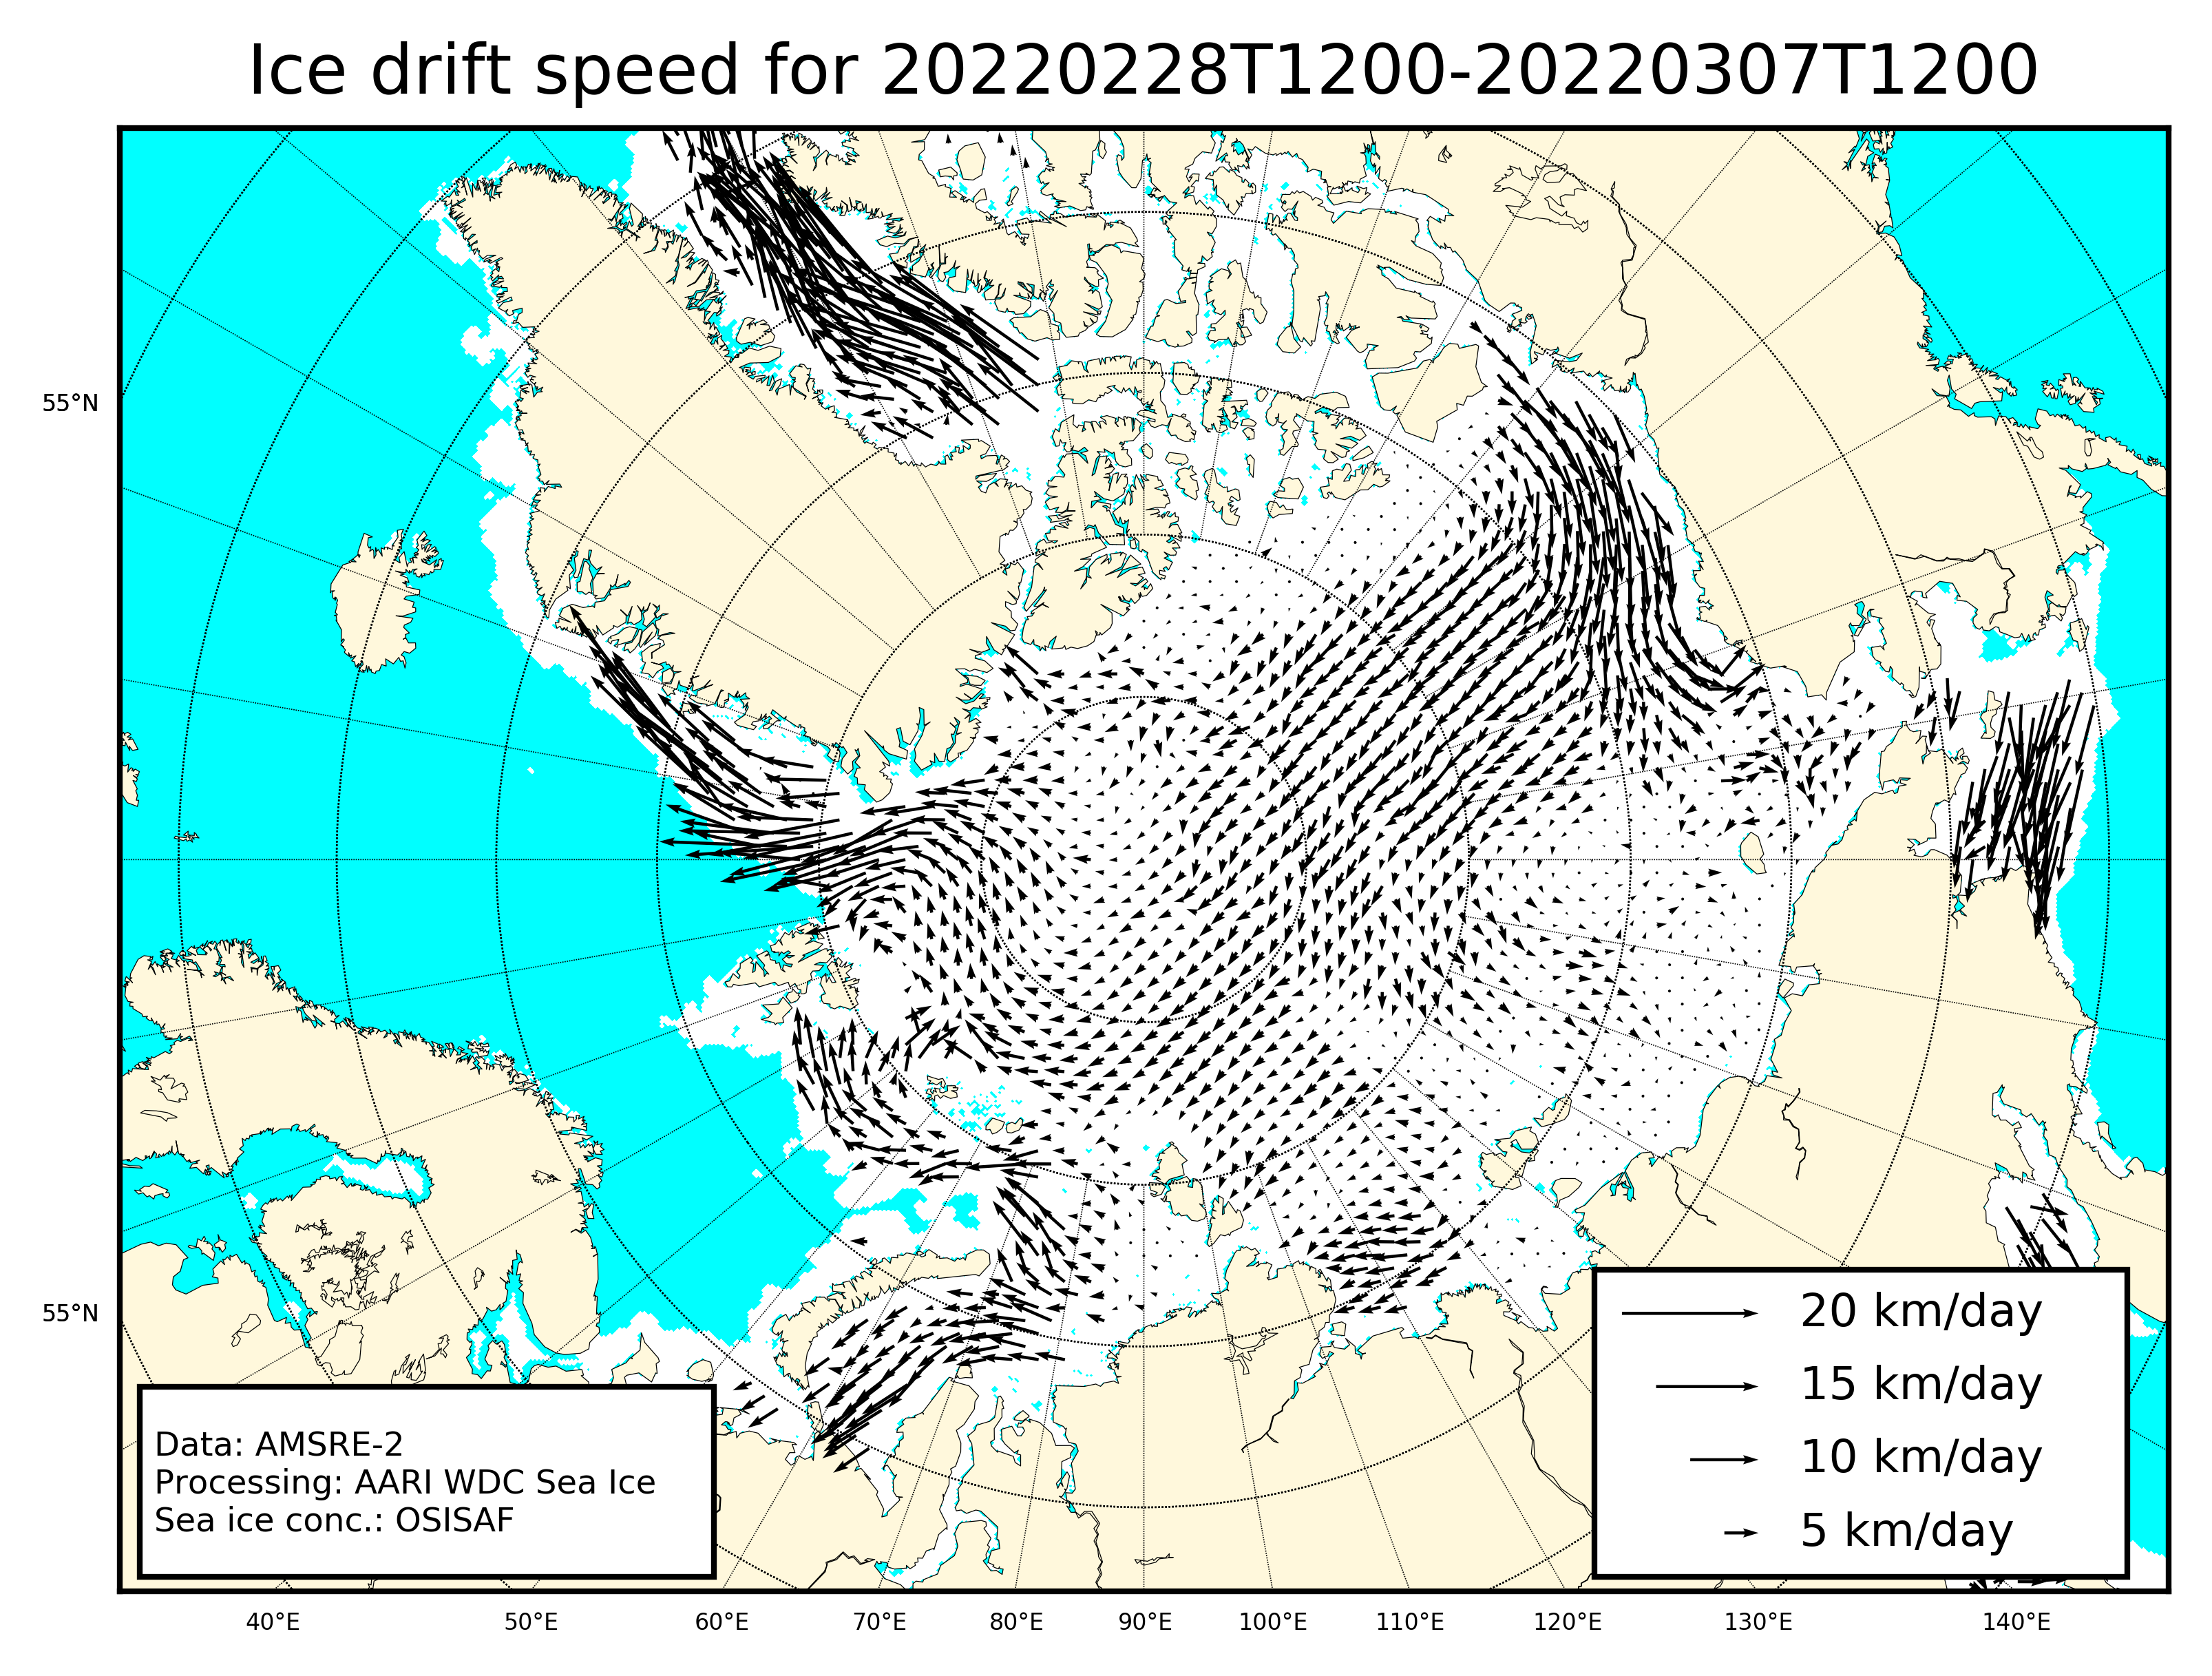 Ice drift speed for 20220228T1200-20220307T1200
55°N
55°N
20 km/day
15 km/day
10 km/day
5 km/day
Data: AMSRE-2
Processing: AARI WDC Sea Ice
Sea ice conc.: OSISAF
40°E 50°E 60°E 70°E 80°E 90°E 100°E 110°E 120°E 130°E 140°E